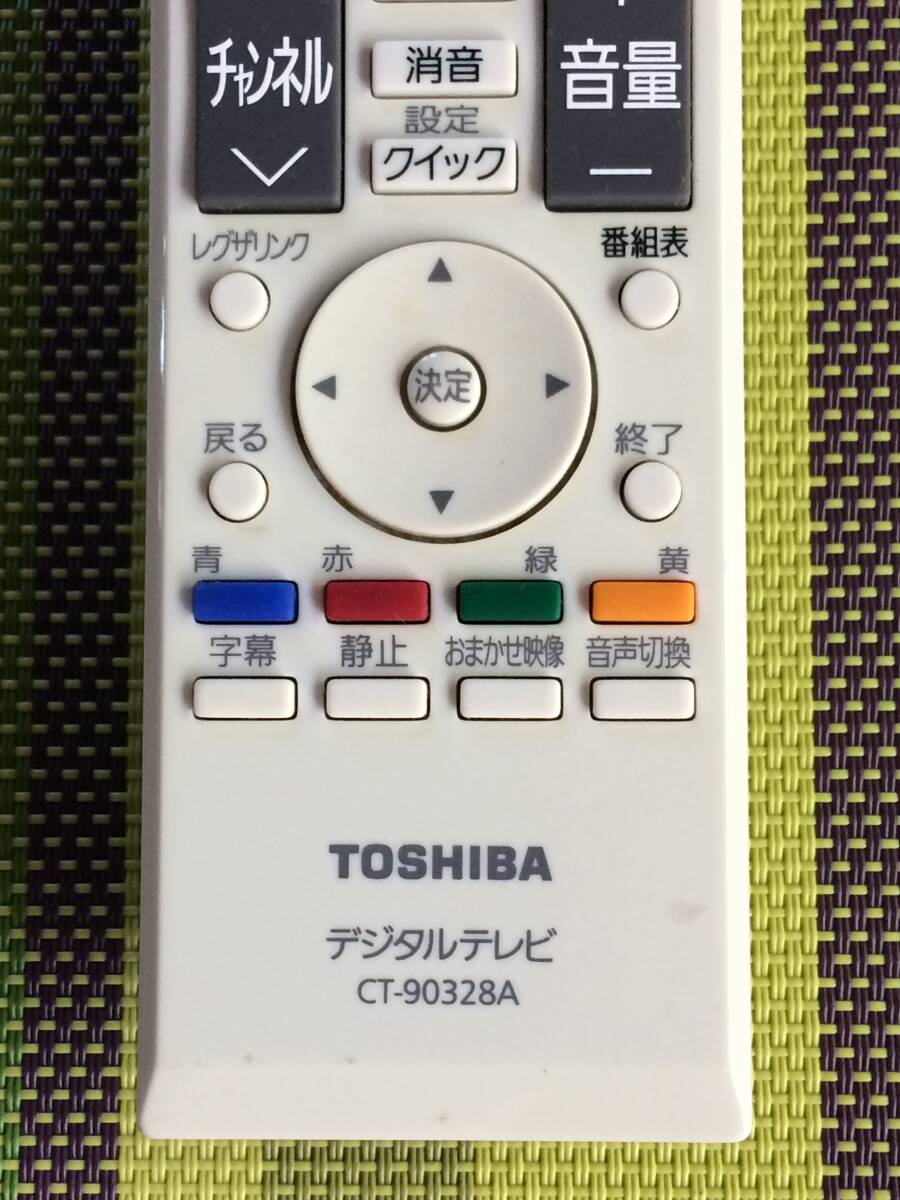 チャンネル
消音
音量
設定
クイック
レグザリンク
番組表
決定
戻る
終了
青 赤 緑 黄
字幕 静止 おまかせ映像 音声切換
TOSHIBA
デジタルテレビ
CT-90328A